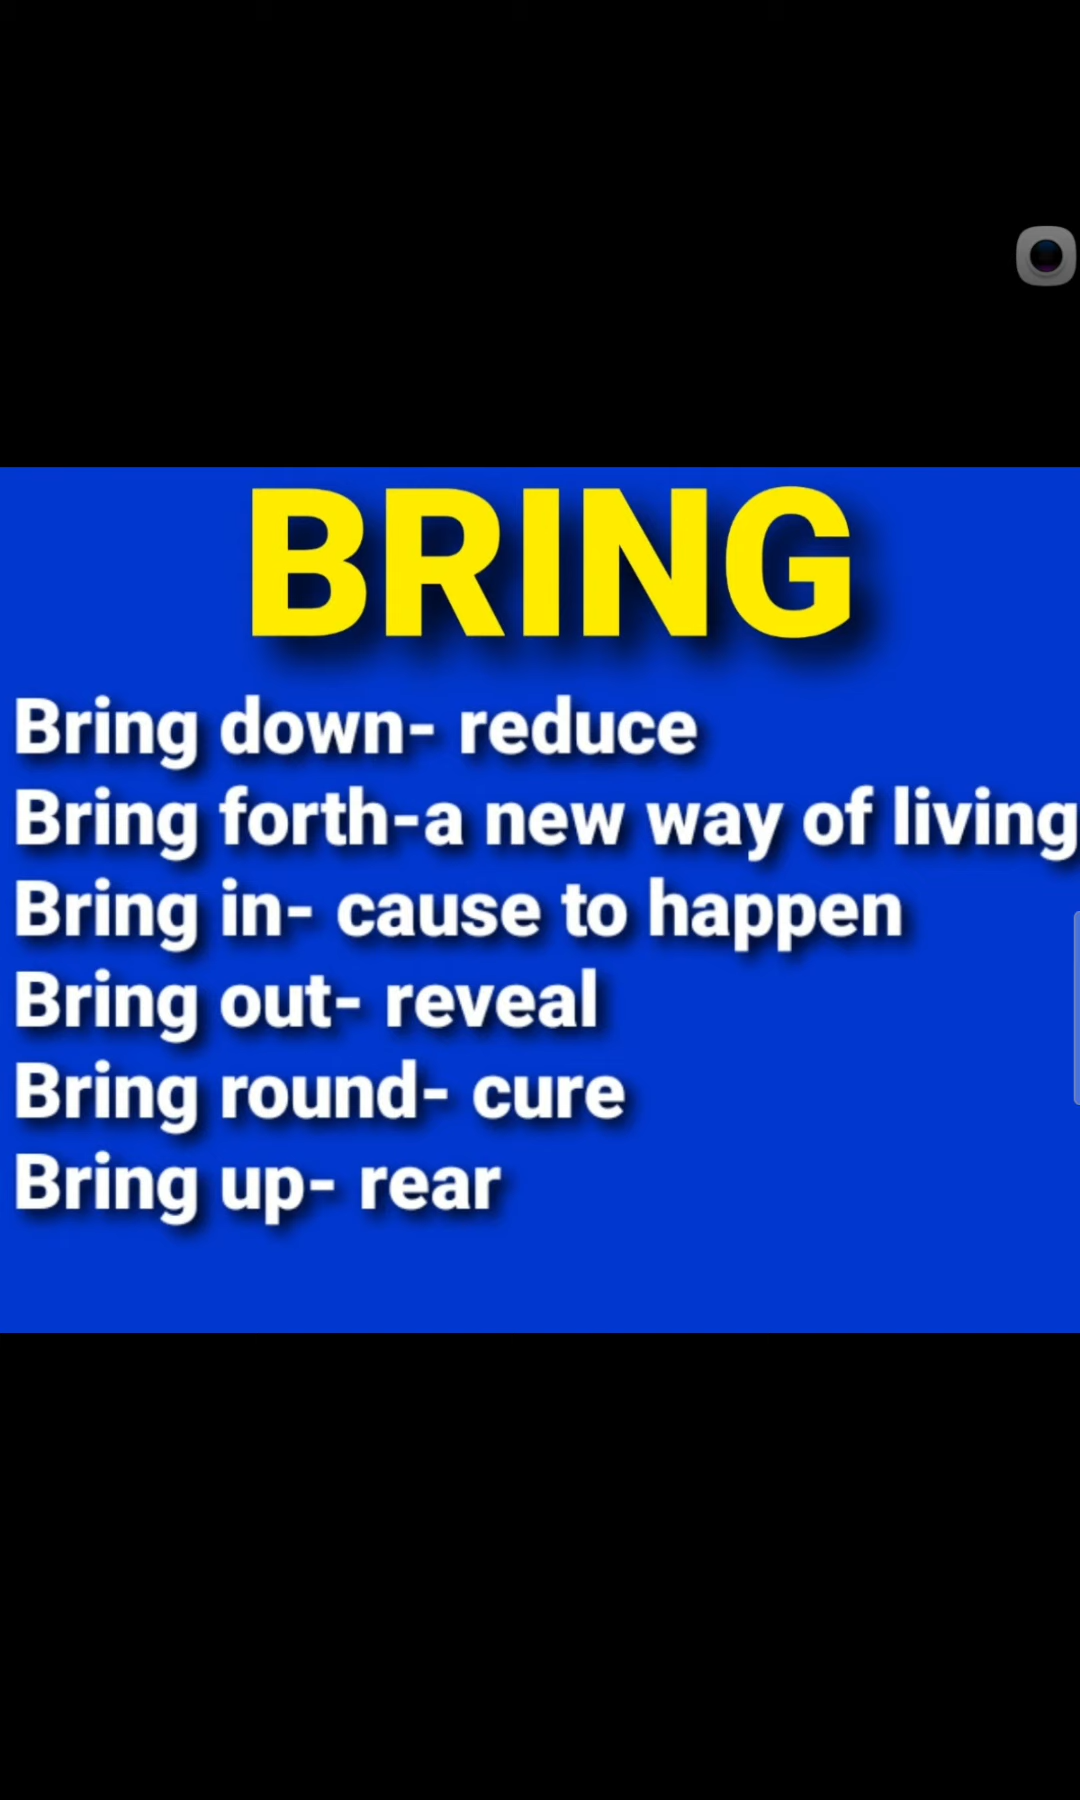 BRING
Bring down- reduce
Bring forth-a new way of living
Bring in- cause to happen
Bring out- reveal
Bring round- cure
Bring up- rear